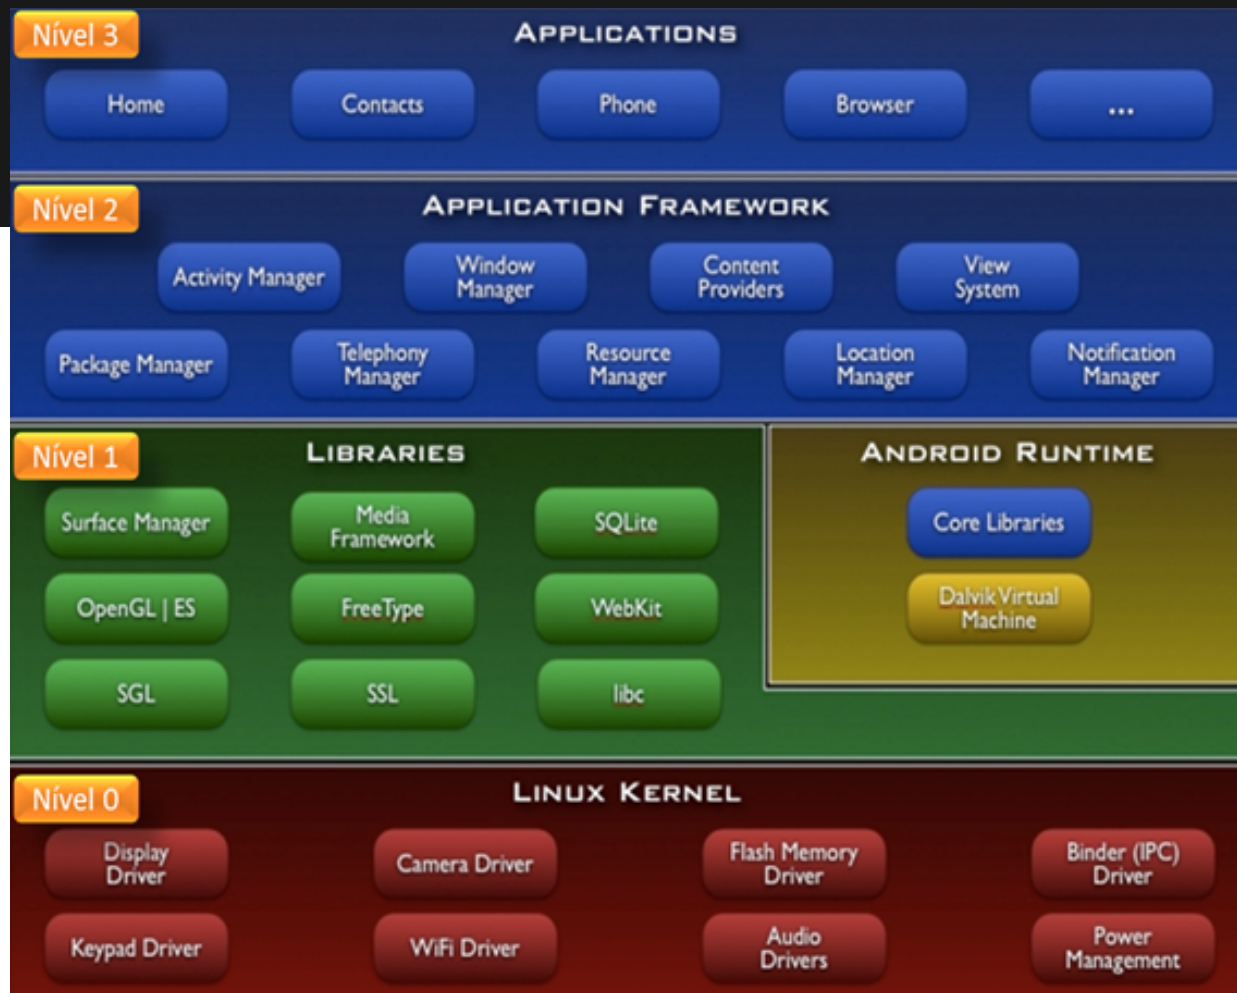 Nível 3
APPLICATIONS
Home
Contacts
Phone
Browser
...
Nível 2
APPLICATION FRAMEWORK
Activity Manager
Window
Manager
Content
Providers
View
System
Package Manager
Telephony
Manager
Resource
Manager
Location
Manager
Notification
Manager
Nível 1
LIBRARIES
Surface Manager
Media
Framework
SQLite
OpenGL | ES
FreeType
WebKit
SGL
SSL
libc
ANDROID RUNTIME
Core Libraries
Dalvik Virtual
Machine
Nível 0
LINUX KERNEL
Display
Driver
Camera Driver
Flash Memory
Driver
Binder (IPC)
Driver
Keypad Driver
WiFi Driver
Audio
Drivers
Power
Management